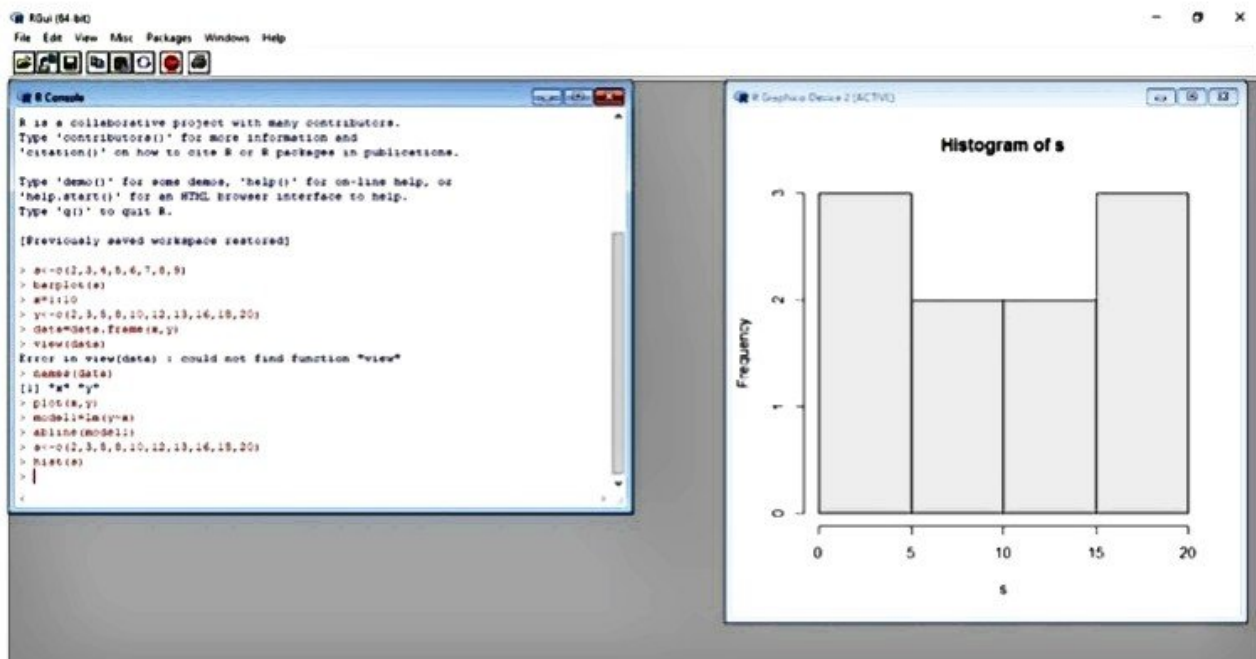 RGui (64-bit)
File Edit View Misc Packages Windows Help
R Console
R is a collaborative project with many contributors.
Type 'contributors()' for more information and
'citation()' on how to cite R or R packages in publications.
Type 'demo()' for some demos, 'help()' for on-line help, or
'help.start()' for an HTML browser interface to help.
Type 'q()' to quit R.
[Previously saved workspace restored]
> s<-c(2,3,4,5,6,7,8,9)
> barplot(s)
> x=1:10
> y<-c(2,3,5,8,10,12,13,16,18,20)
> data=data.frame(x,y)
> view(data)
Error in view(data) : could not find function "view"
> names(data)
[1] "x" "y"
> plot(x,y)
> model1=lm(y~x)
> abline(model1)
> s<-c(2,3,5,8,10,12,13,16,18,20)
> hist(s)
>
R Graphics: Device 2 (ACTIVE)
Histogram of s
Frequency
3
2
1
0
0 5 10 15 20
s